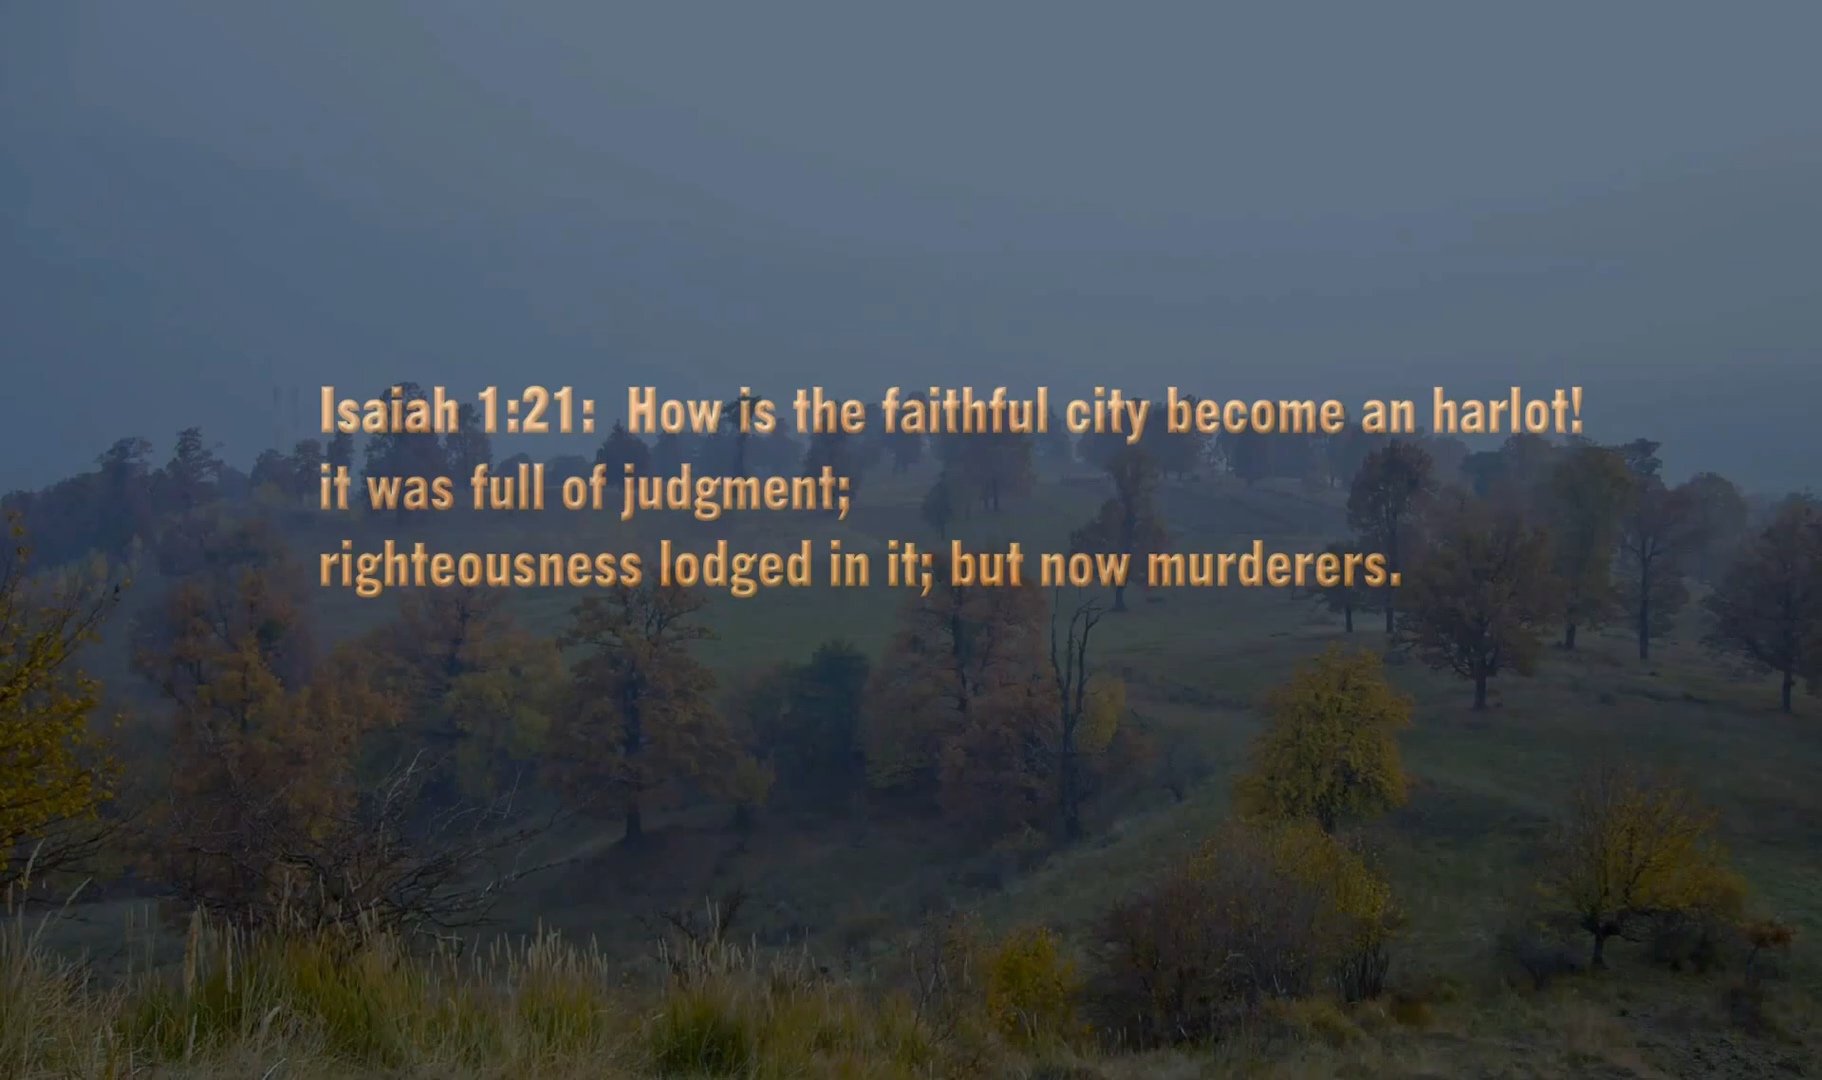 Isaiah 1:21:  How is the faithful city become an harlot!
it was full of judgment;
righteousness lodged in it; but now murderers.